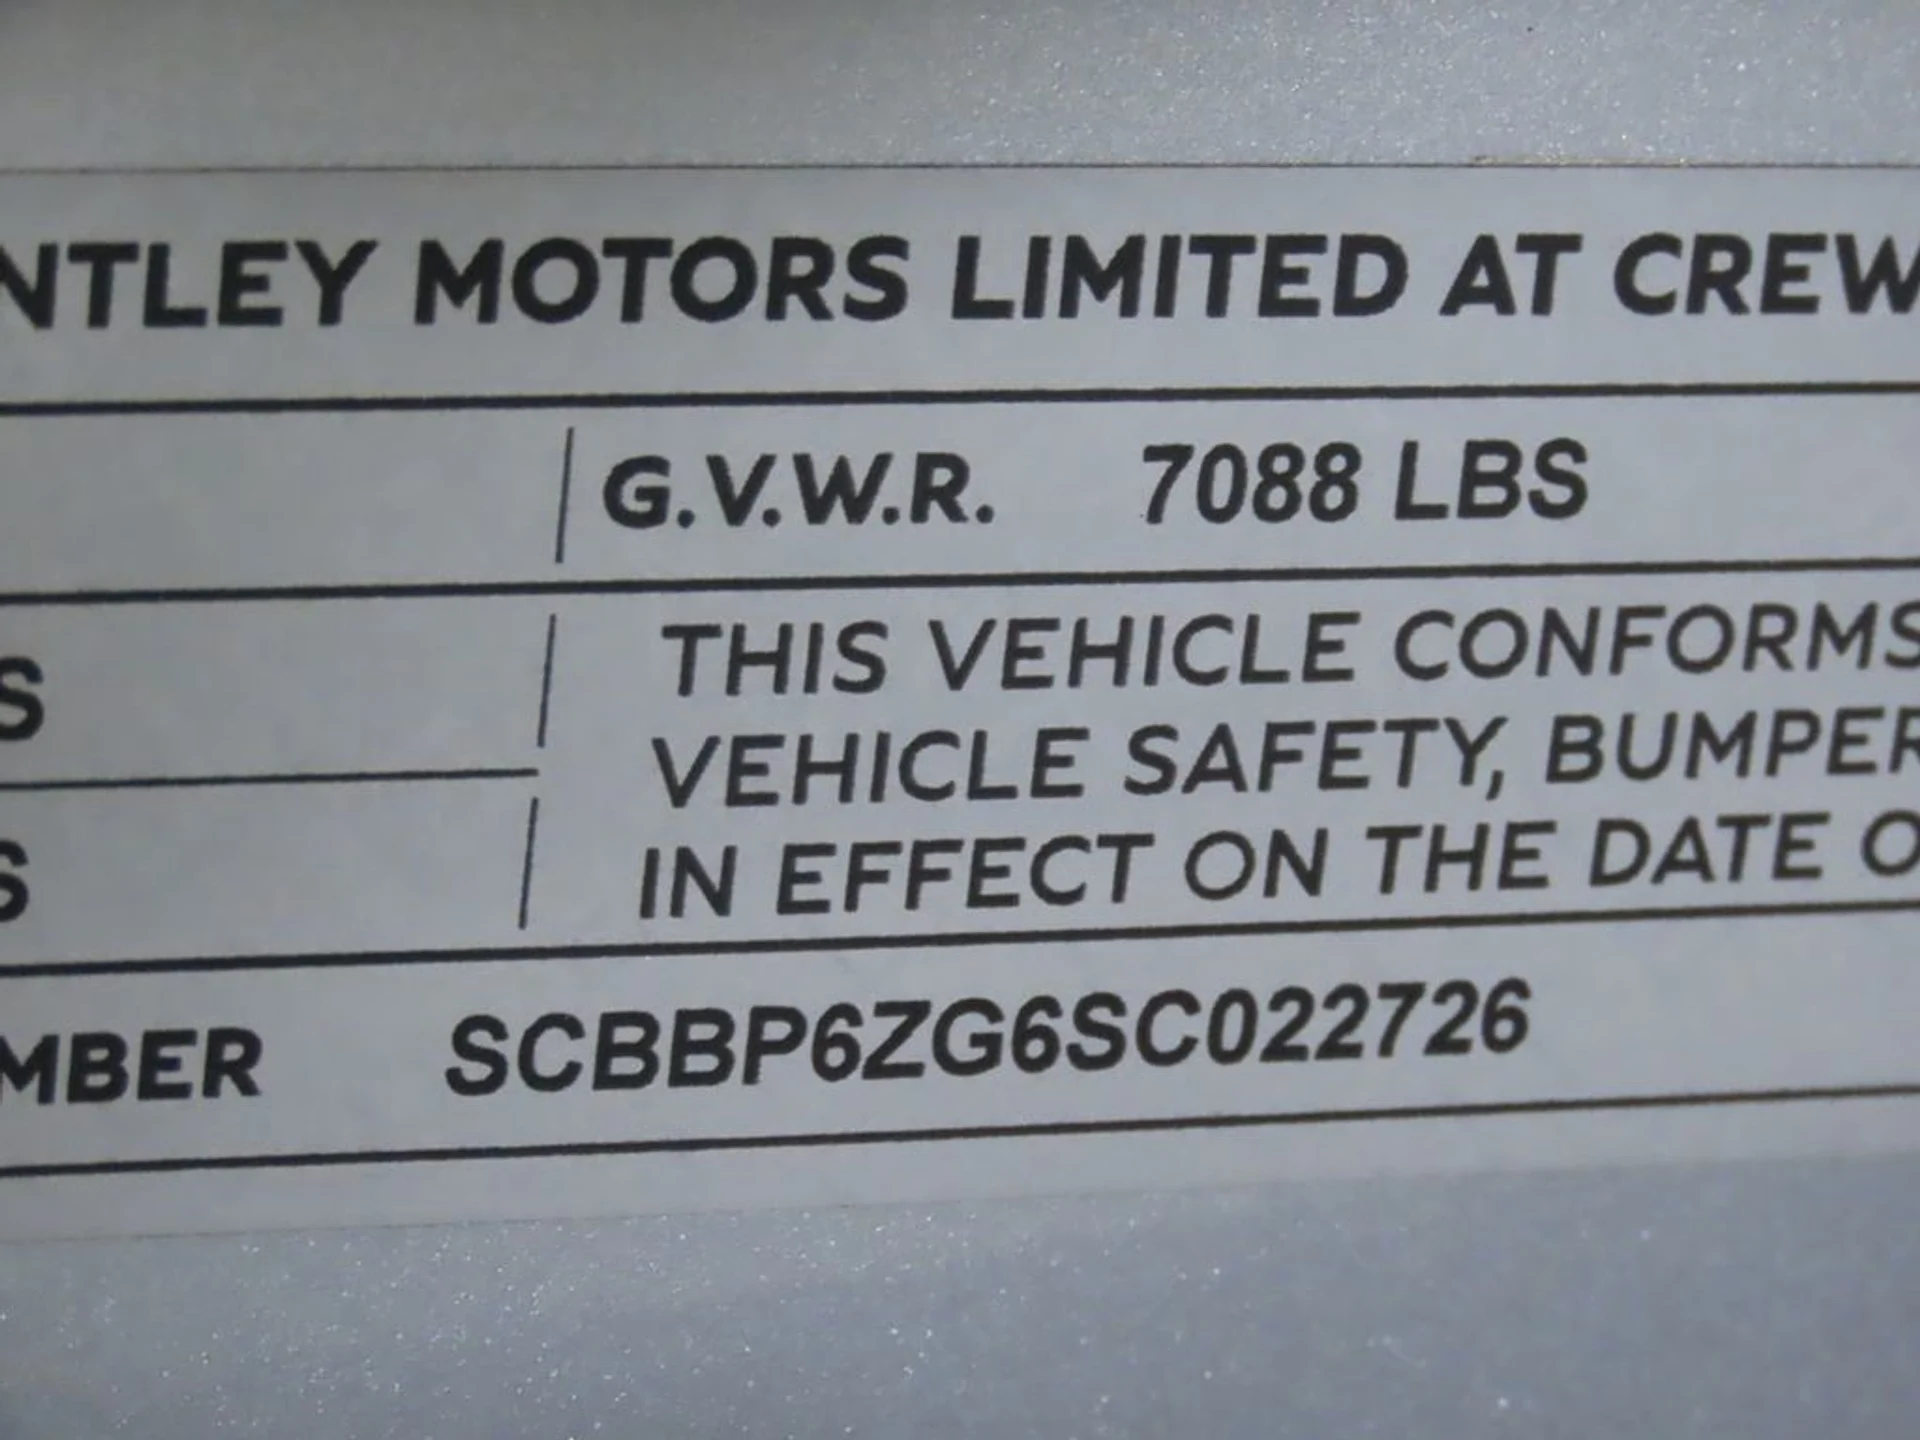 NTLEY MOTORS LIMITED AT CREW
G.V.W.R. 7088 LBS
S
THIS VEHICLE CONFORMS
VEHICLE SAFETY, BUMPER
S
IN EFFECT ON THE DATE O
MBER SCBBP6ZG6SC022726